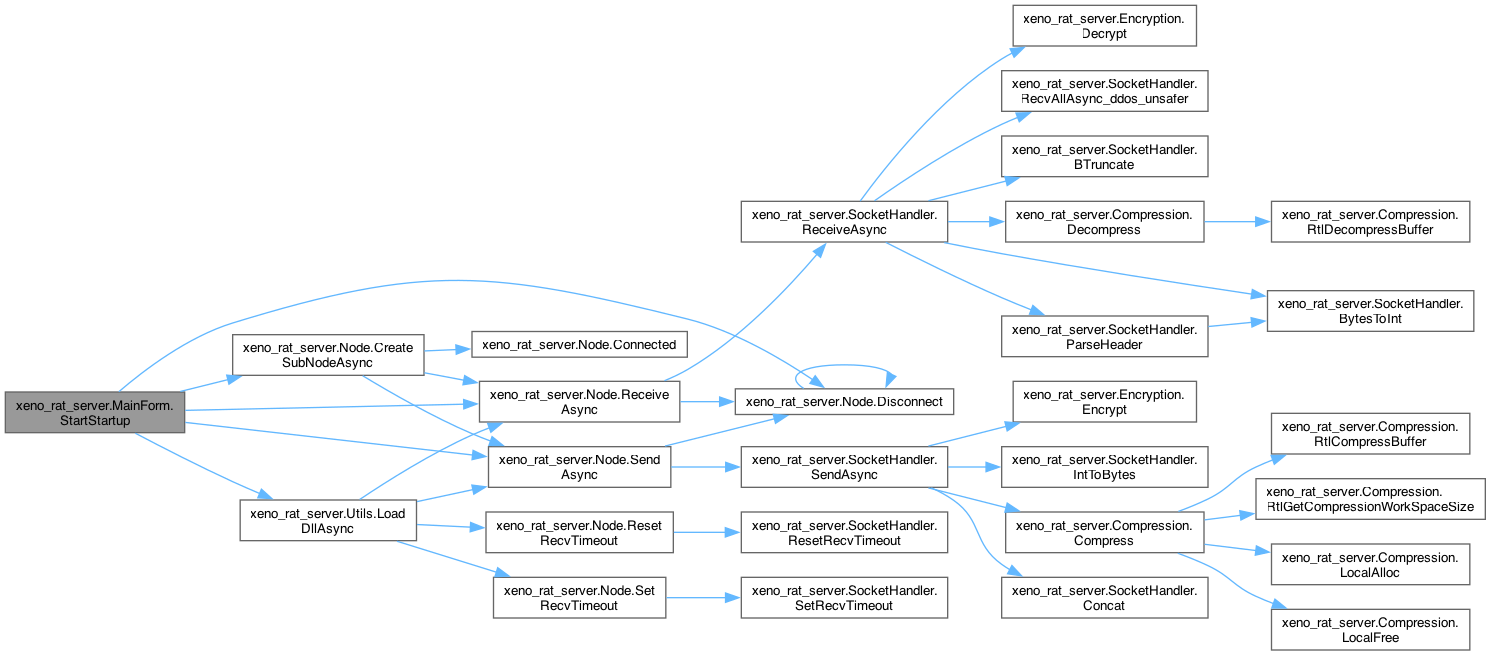 xeno_rat_server.MainForm.
StartStartup
xeno_rat_server.Node.Create
SubNodeAsync
xeno_rat_server.Utils.Load
DllAsync
xeno_rat_server.Node.Connected
xeno_rat_server.Node.Receive
Async
xeno_rat_server.Node.Send
Async
xeno_rat_server.Node.Reset
RecvTimeout
xeno_rat_server.Node.Set
RecvTimeout
xeno_rat_server.SocketHandler.
ReceiveAsync
xeno_rat_server.Node.Disconnect
xeno_rat_server.SocketHandler.
SendAsync
xeno_rat_server.SocketHandler.
ResetRecvTimeout
xeno_rat_server.SocketHandler.
SetRecvTimeout
xeno_rat_server.Encryption.
Decrypt
xeno_rat_server.SocketHandler.
RecvAllAsync_ddos_unsafer
xeno_rat_server.SocketHandler.
BTruncate
xeno_rat_server.Compression.
Decompress
xeno_rat_server.SocketHandler.
ParseHeader
xeno_rat_server.Encryption.
Encrypt
xeno_rat_server.SocketHandler.
IntToBytes
xeno_rat_server.Compression.
Compress
xeno_rat_server.SocketHandler.
Concat
xeno_rat_server.Compression.
RtlDecompressBuffer
xeno_rat_server.SocketHandler.
BytesToInt
xeno_rat_server.Compression.
RtlCompressBuffer
xeno_rat_server.Compression.
RtlGetCompressionWorkSpaceSize
xeno_rat_server.Compression.
LocalAlloc
xeno_rat_server.Compression.
LocalFree